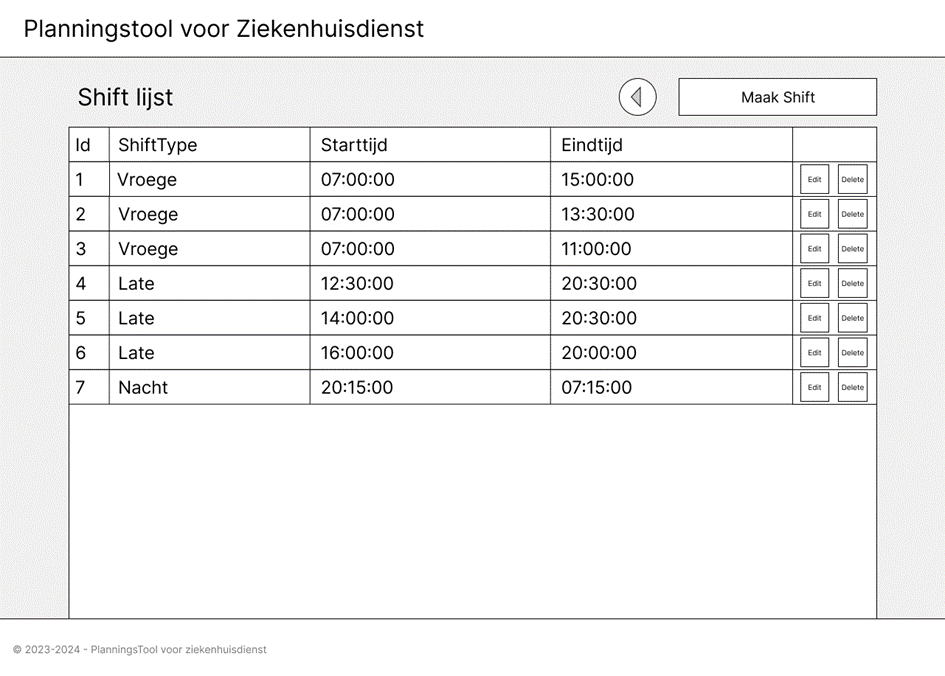 Planningstool voor Ziekenhuisdienst
Shift lijst
Maak Shift
Id ShiftType Starttijd Eindtijd
1 Vroege 07:00:00 15:00:00 Edit Delete
2 Vroege 07:00:00 13:30:00 Edit Delete
3 Vroege 07:00:00 11:00:00 Edit Delete
4 Late 12:30:00 20:30:00 Edit Delete
5 Late 14:00:00 20:30:00 Edit Delete
6 Late 16:00:00 20:00:00 Edit Delete
7 Nacht 20:15:00 07:15:00 Edit Delete
© 2023-2024 - PlanningsTool voor ziekenhuisdienst